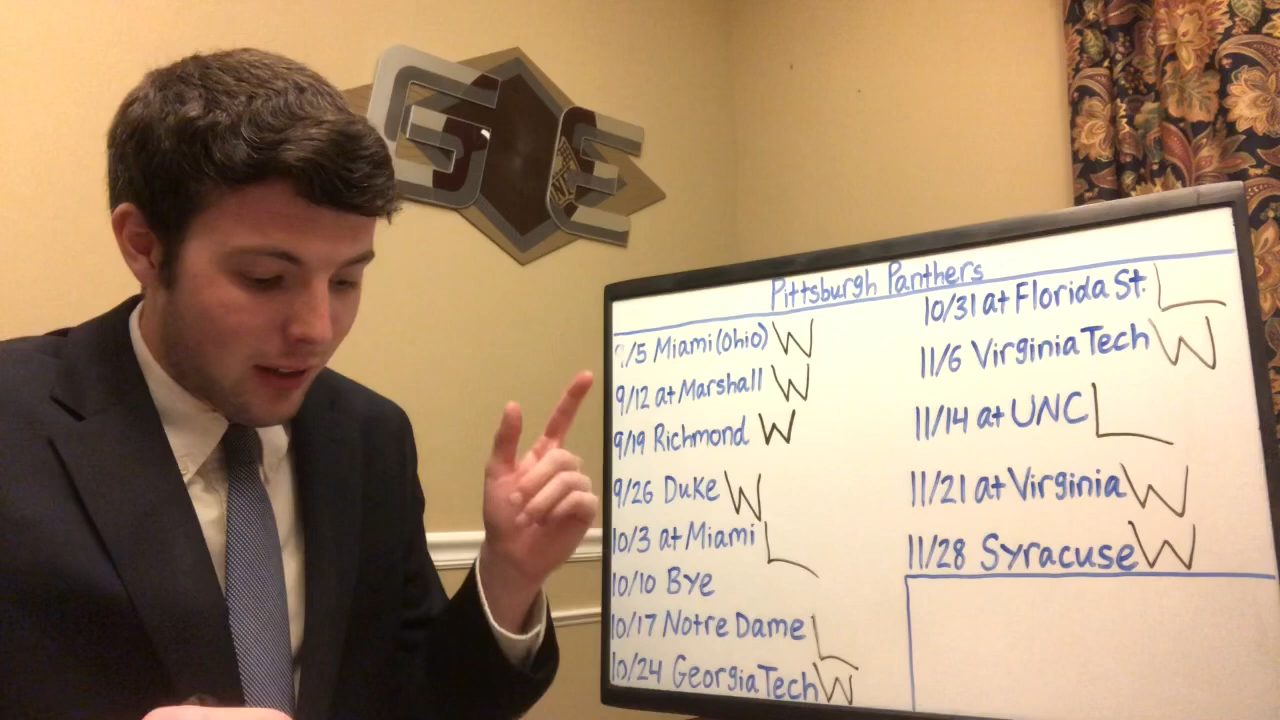 GE
Pittsburgh Panthers
9/5 Miami (Ohio) W
9/12 at Marshall W
9/19 Richmond W
9/26 Duke W
10/3 at Miami L
10/10 Bye
10/17 Notre Dame L
10/24 Georgia Tech W
10/31 at Florida St. L
11/6 Virginia Tech W
11/14 at UNC L
11/21 at Virginia W
11/28 Syracuse W